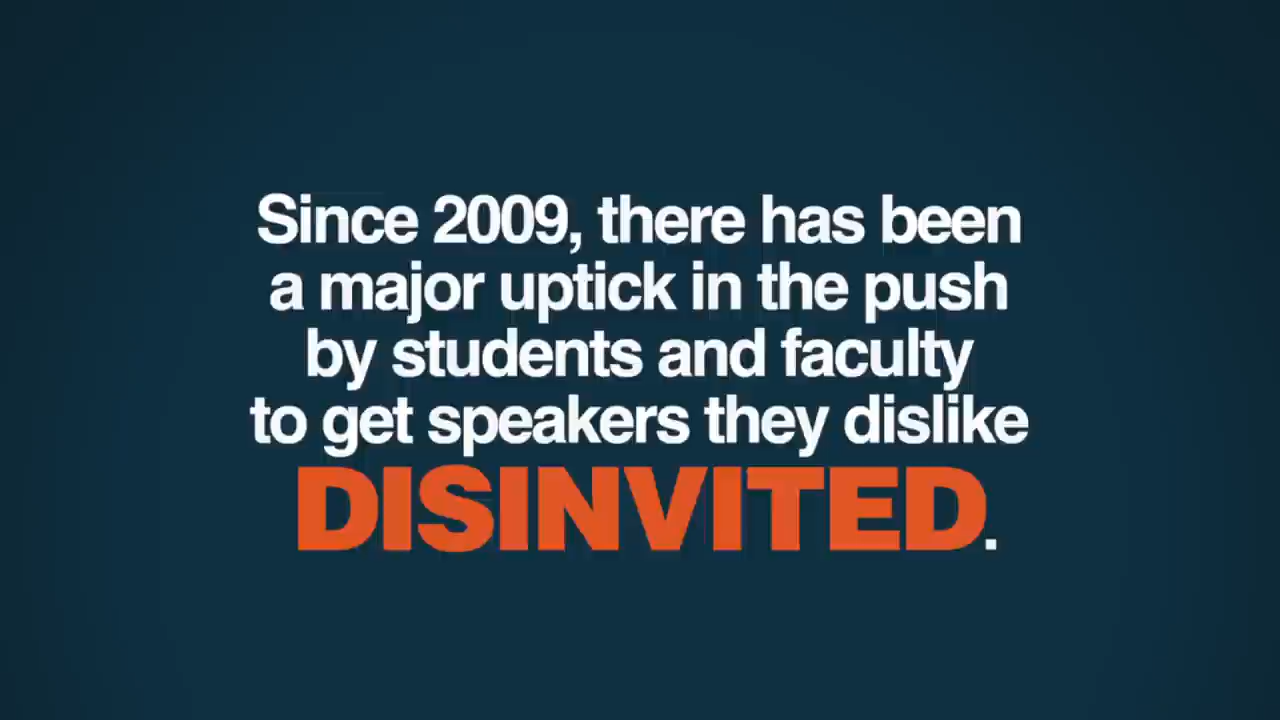 Since 2009, there has been
a major uptick in the push
by students and faculty
to get speakers they dislike
DISINVITED.